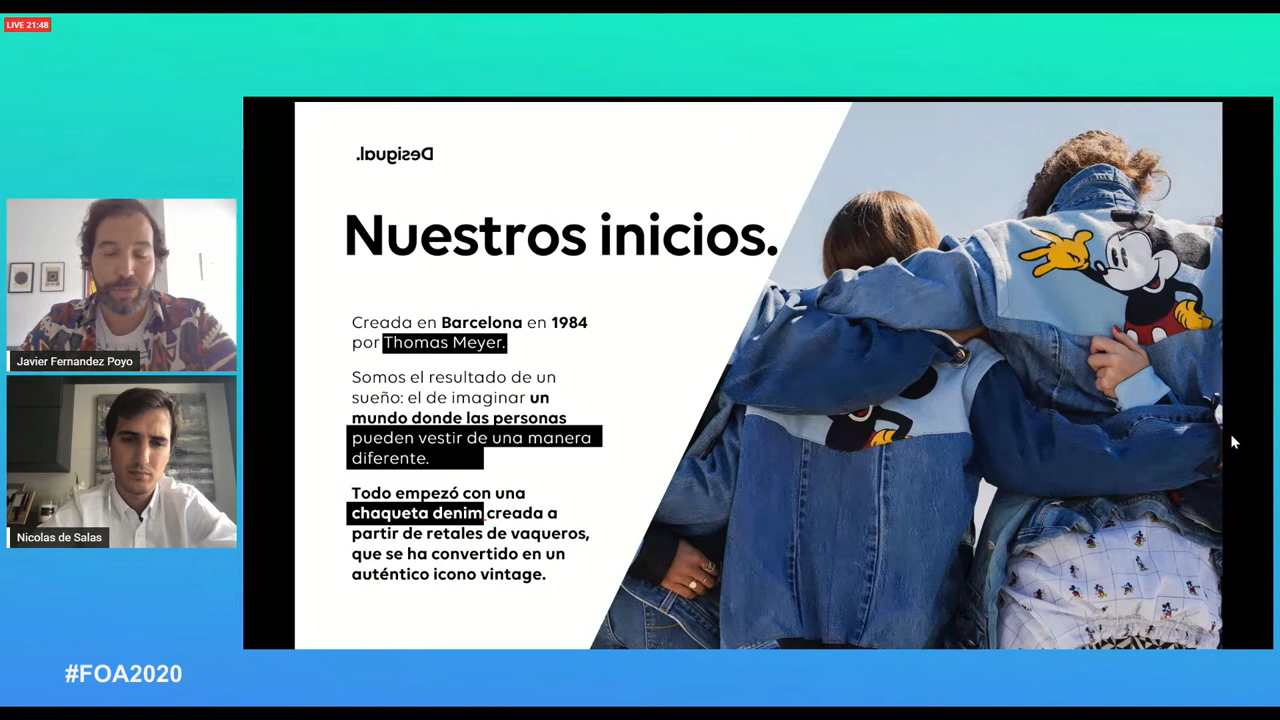 LIVE 21:48
Desigual.
Nuestros inicios.
Creada en Barcelona en 1984
por Thomas Meyer.
Somos el resultado de un
sueño: el de imaginar un
mundo donde las personas
pueden vestir de una manera
diferente.
Todo empezó con una
chaqueta denim creada a
partir de retales de vaqueros,
que se ha convertido en un
auténtico icono vintage.
Javier Fernandez Poyo
Nicolas de Salas
#FOA2020